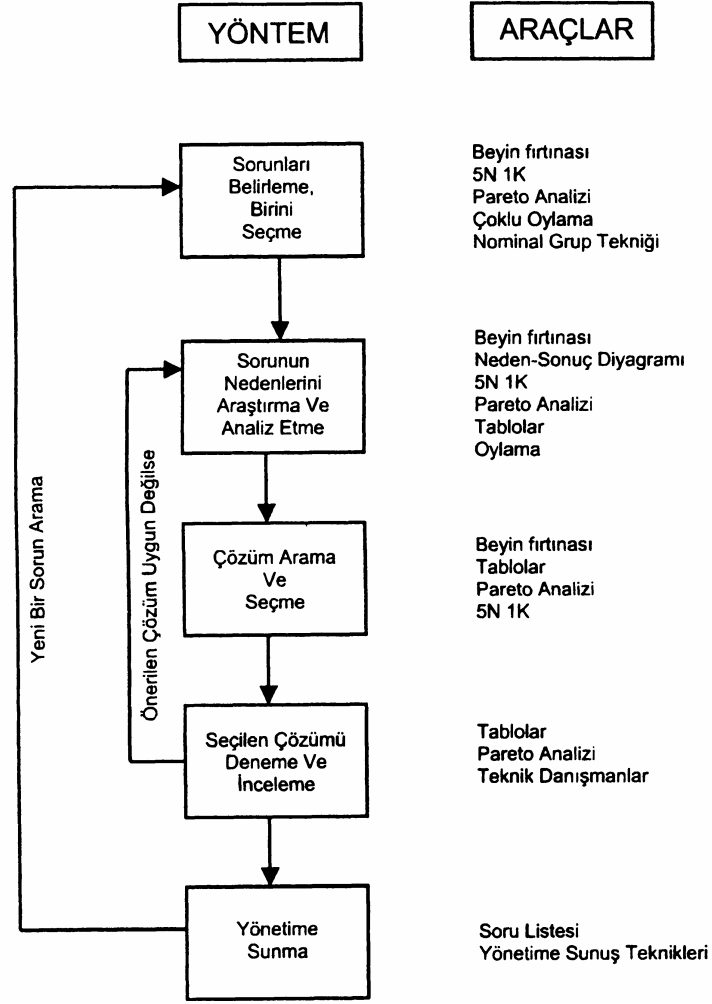 YÖNTEM
ARAÇLAR
Sorunları
Belirleme,
Birini
Seçme
Beyin fırtınası
5N 1K
Pareto Analizi
Çoklu Oylama
Nominal Grup Tekniği
Sorunun
Nedenlerini
Araştırma Ve
Analiz Etme
Beyin fırtınası
Neden-Sonuç Diyagramı
5N 1K
Pareto Analizi
Tablolar
Oylama
Çözüm Arama
Ve
Seçme
Beyin fırtınası
Tablolar
Pareto Analizi
5N 1K
Seçilen Çözümü
Deneme Ve
İnceleme
Tablolar
Pareto Analizi
Teknik Danışmanlar
Yönetime
Sunma
Soru Listesi
Yönetime Sunuş Teknikleri
Yeni Bir Sorun Arama
Önerilen Çözüm Uygun Değilse